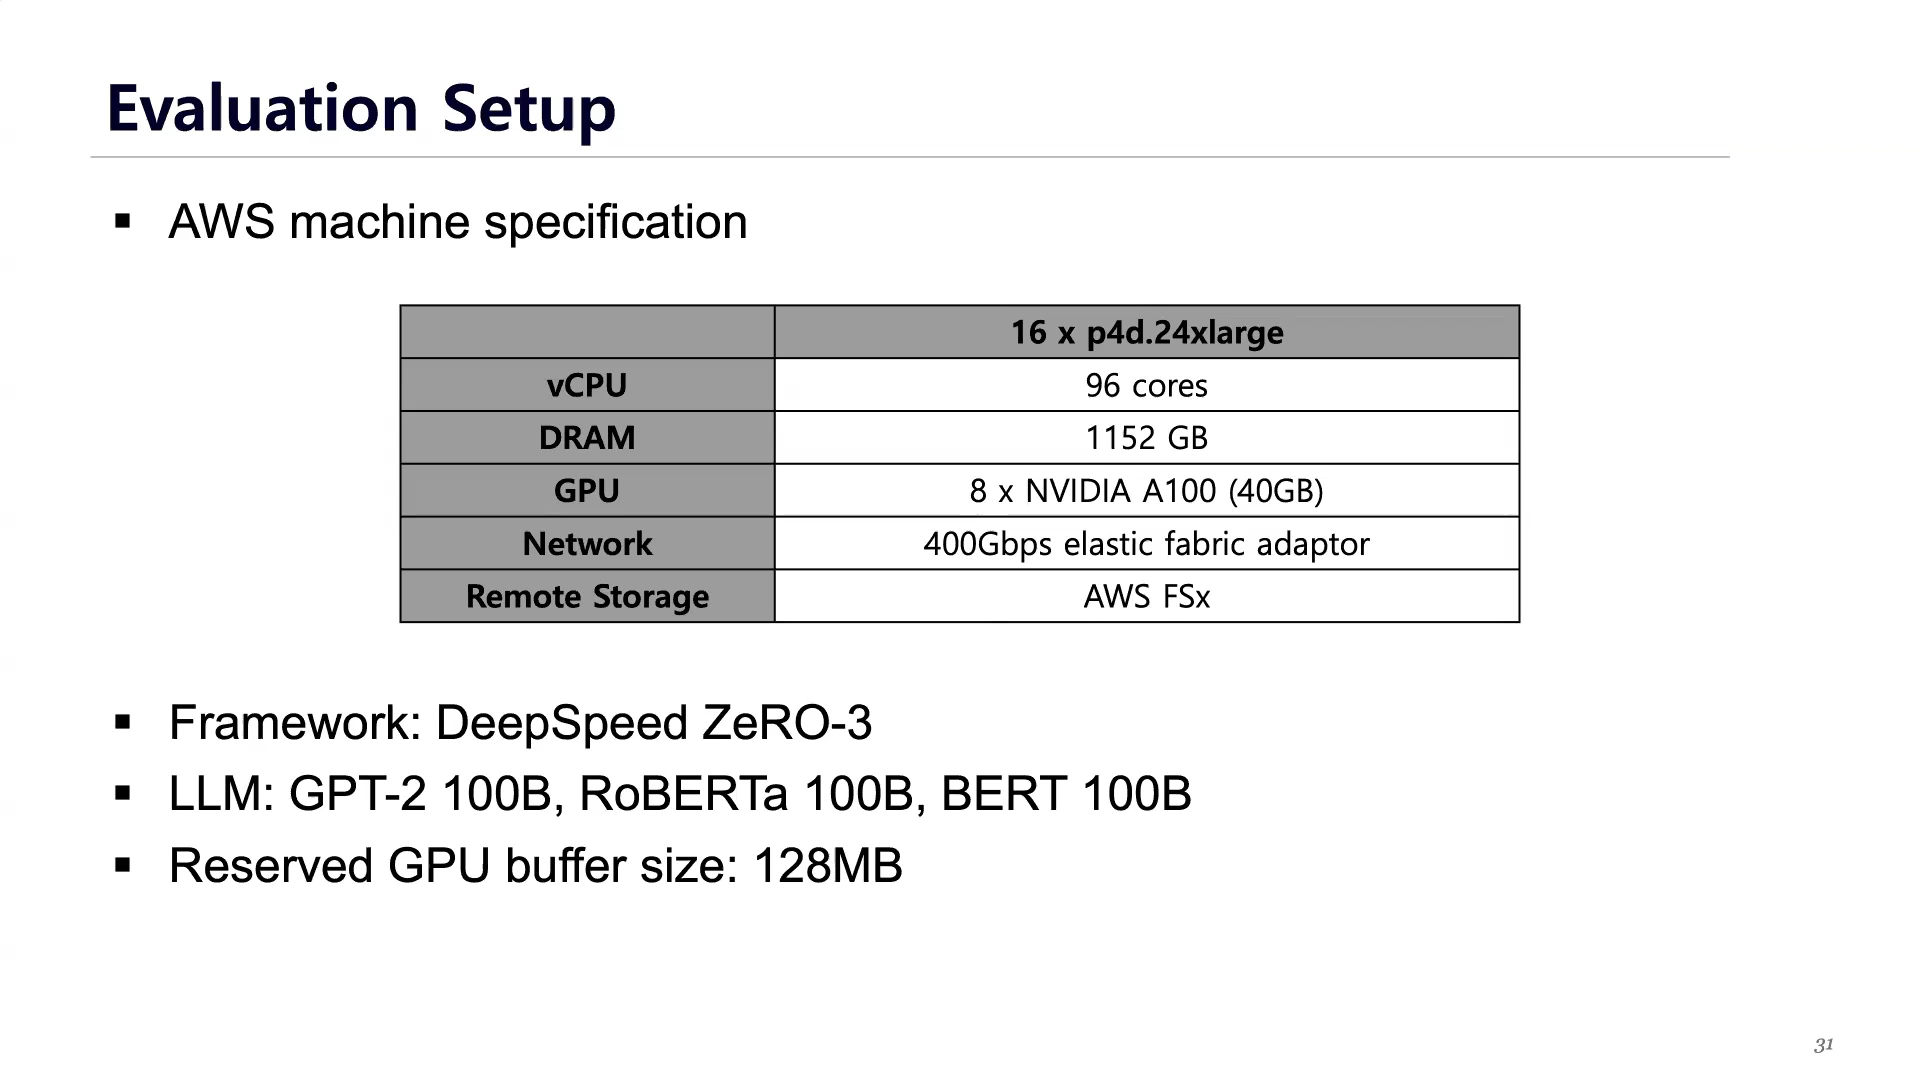 Evaluation Setup
▪ AWS machine specification
16 x p4d.24xlarge
vCPU 96 cores
DRAM 1152 GB
GPU 8 x NVIDIA A100 (40GB)
Network 400Gbps elastic fabric adaptor
Remote Storage AWS FSx
▪ Framework: DeepSpeed ZeRO-3
▪ LLM: GPT-2 100B, RoBERTa 100B, BERT 100B
▪ Reserved GPU buffer size: 128MB
31